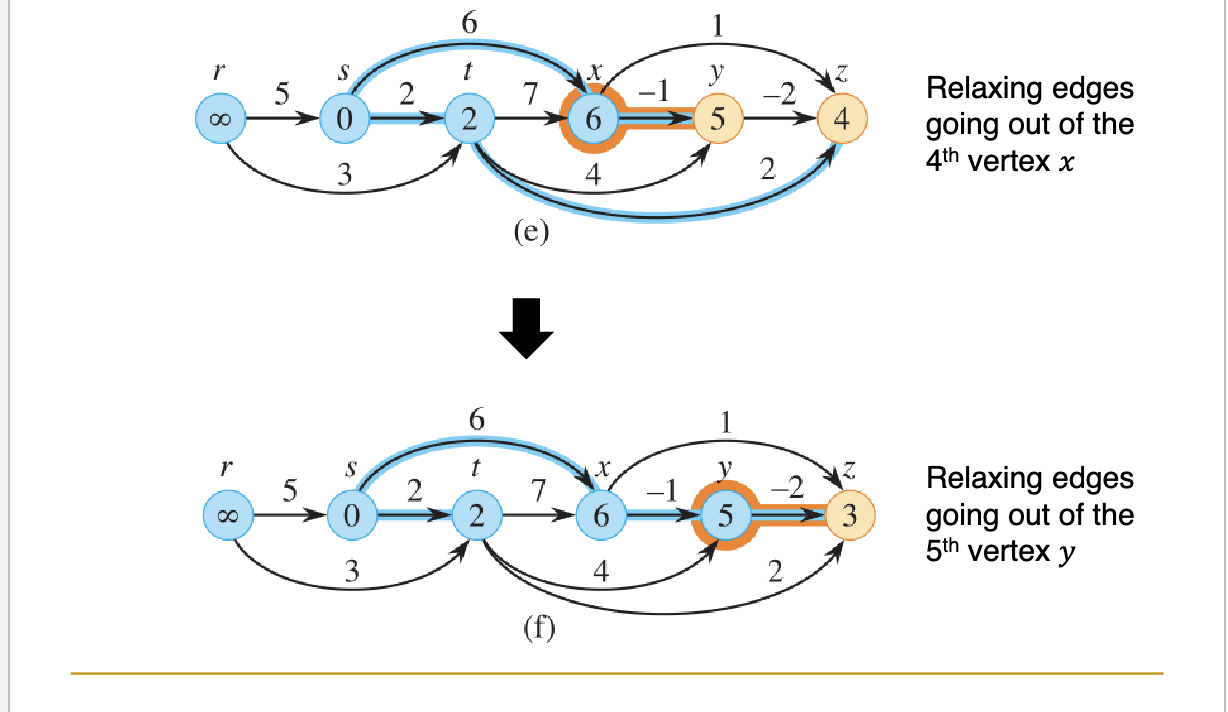 6 1
r s t x y z
5 2 7 –1 –2
∞ 0 2 6 5 4
3 4 2
(e)
Relaxing edges
going out of the
4th vertex x
6 1
r s t x y z
5 2 7 –1 –2
∞ 0 2 6 5 3
3 4 2
(f)
Relaxing edges
going out of the
5th vertex y